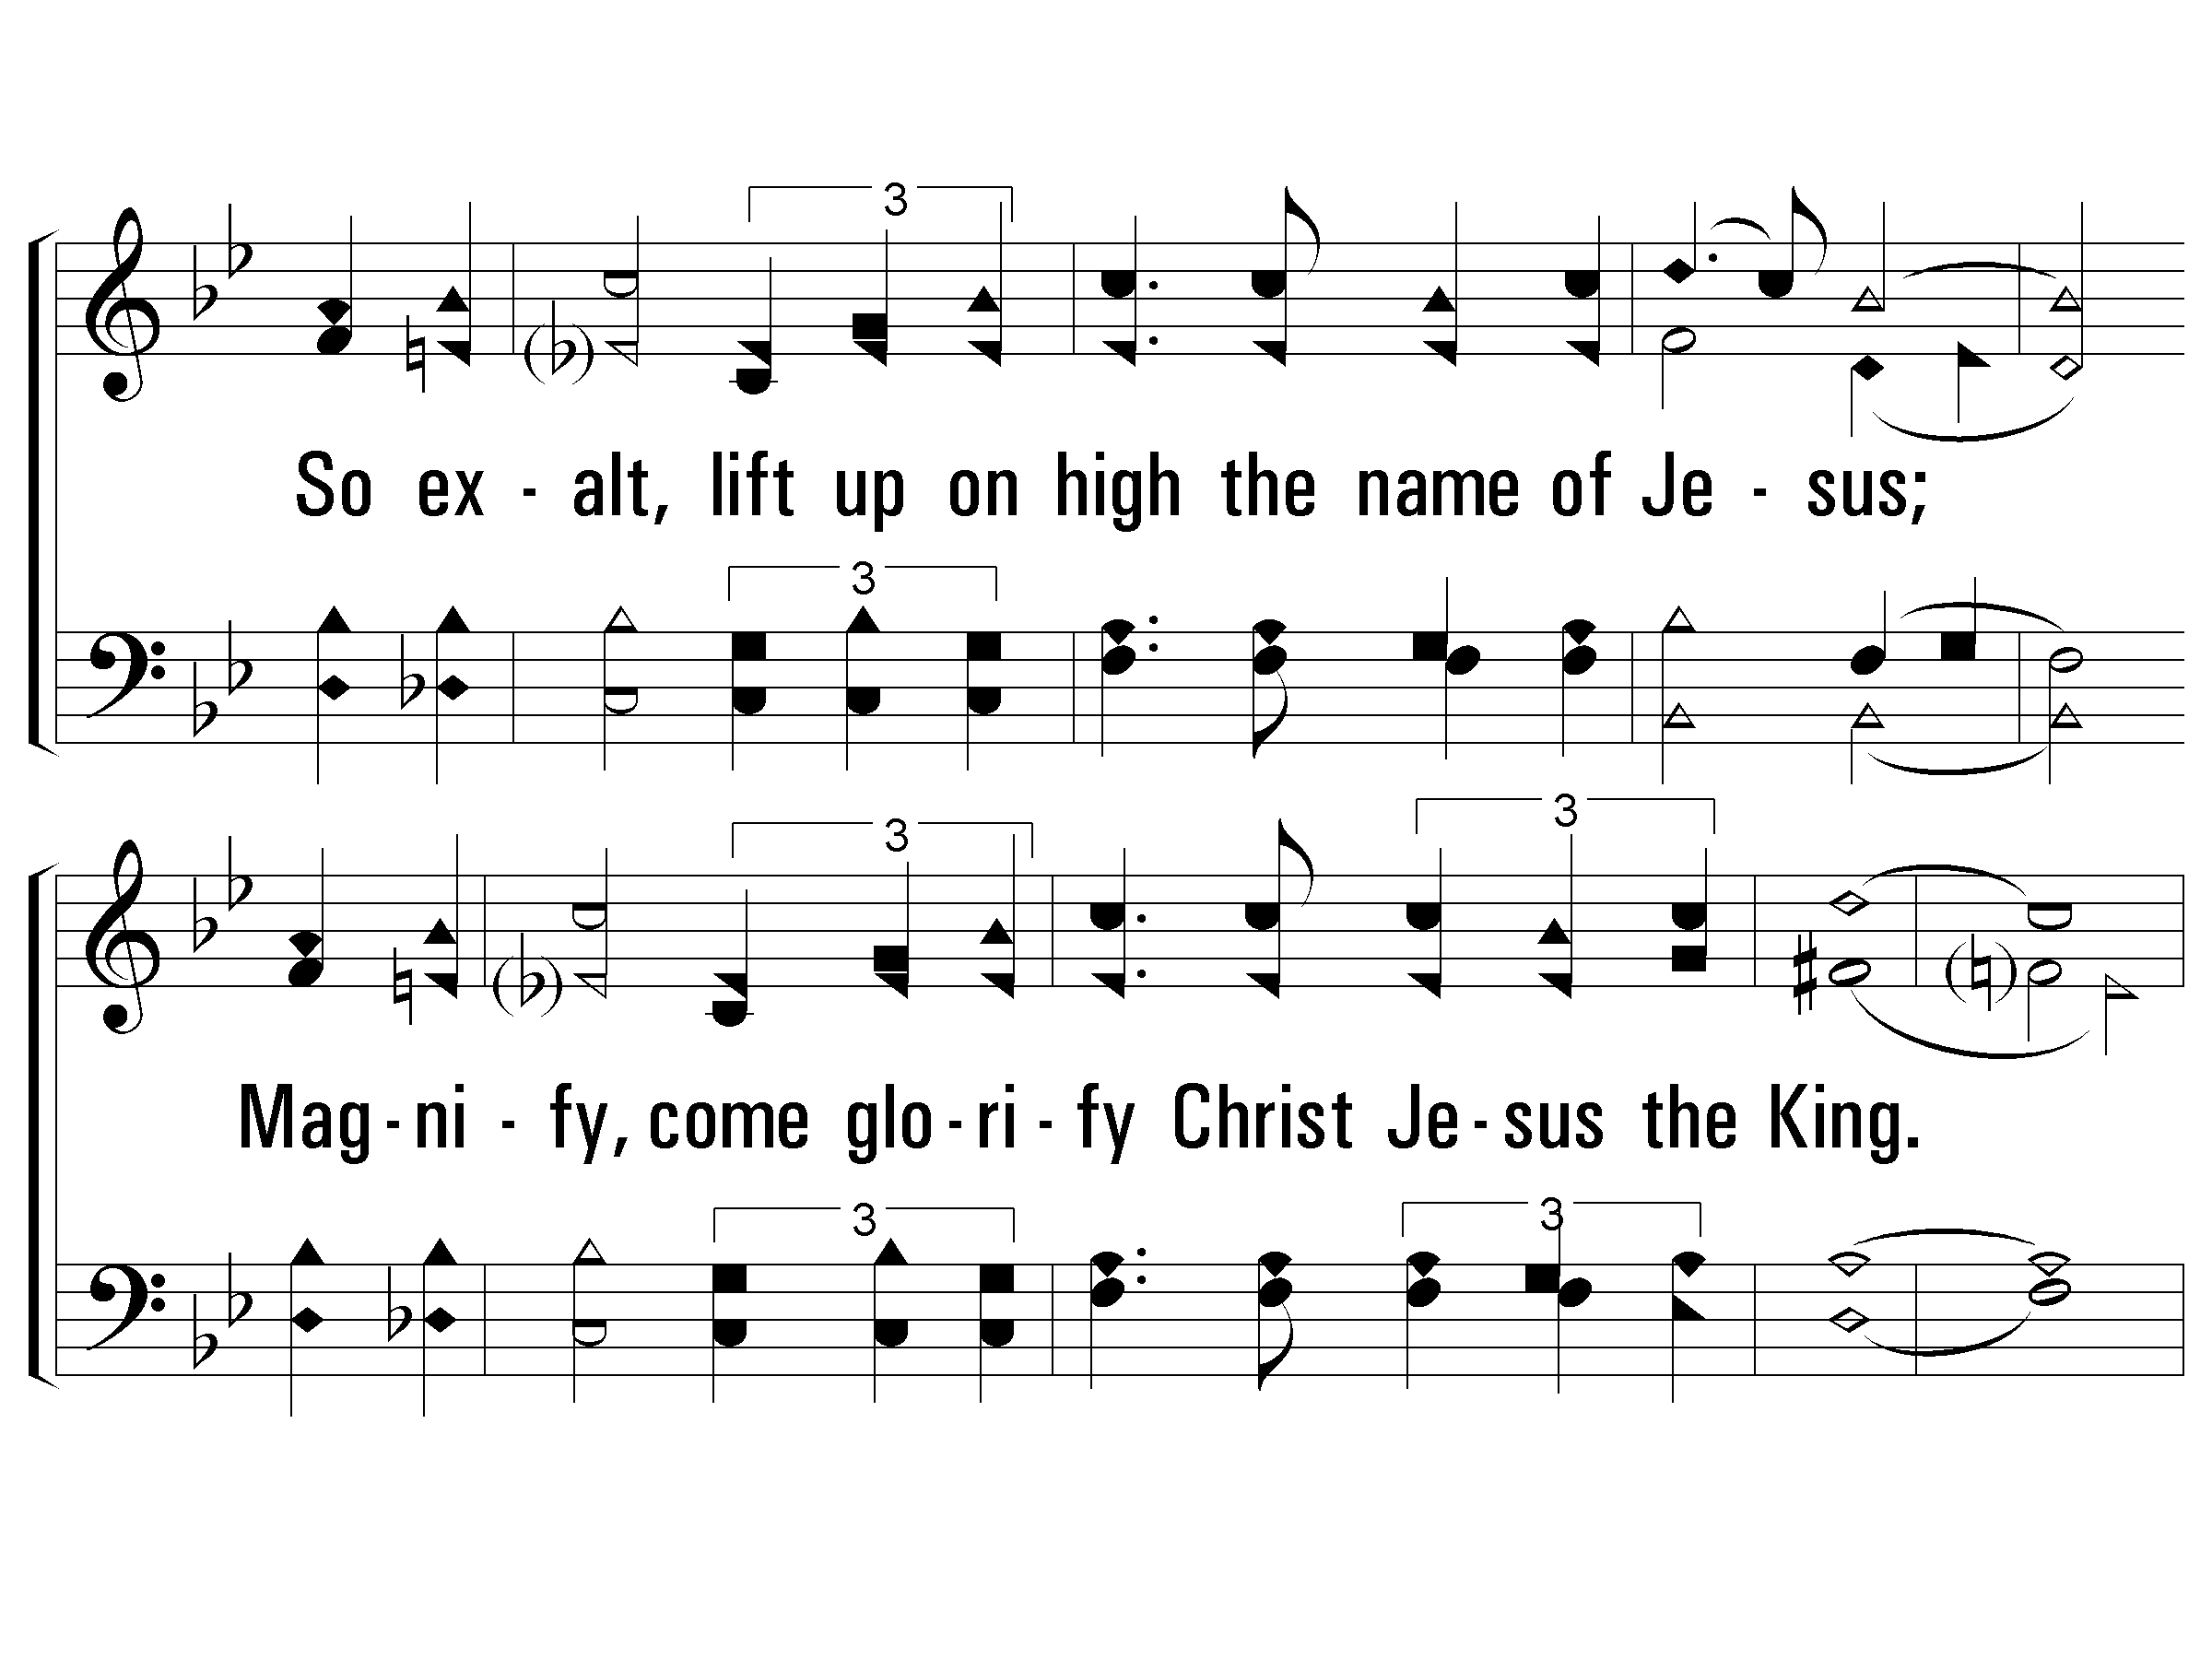 3
So ex - alt, lift up on high the name of Je - sus;
3
3 3
Mag - ni - fy, come glo - ri - fy Christ Je - sus the King.
3 3